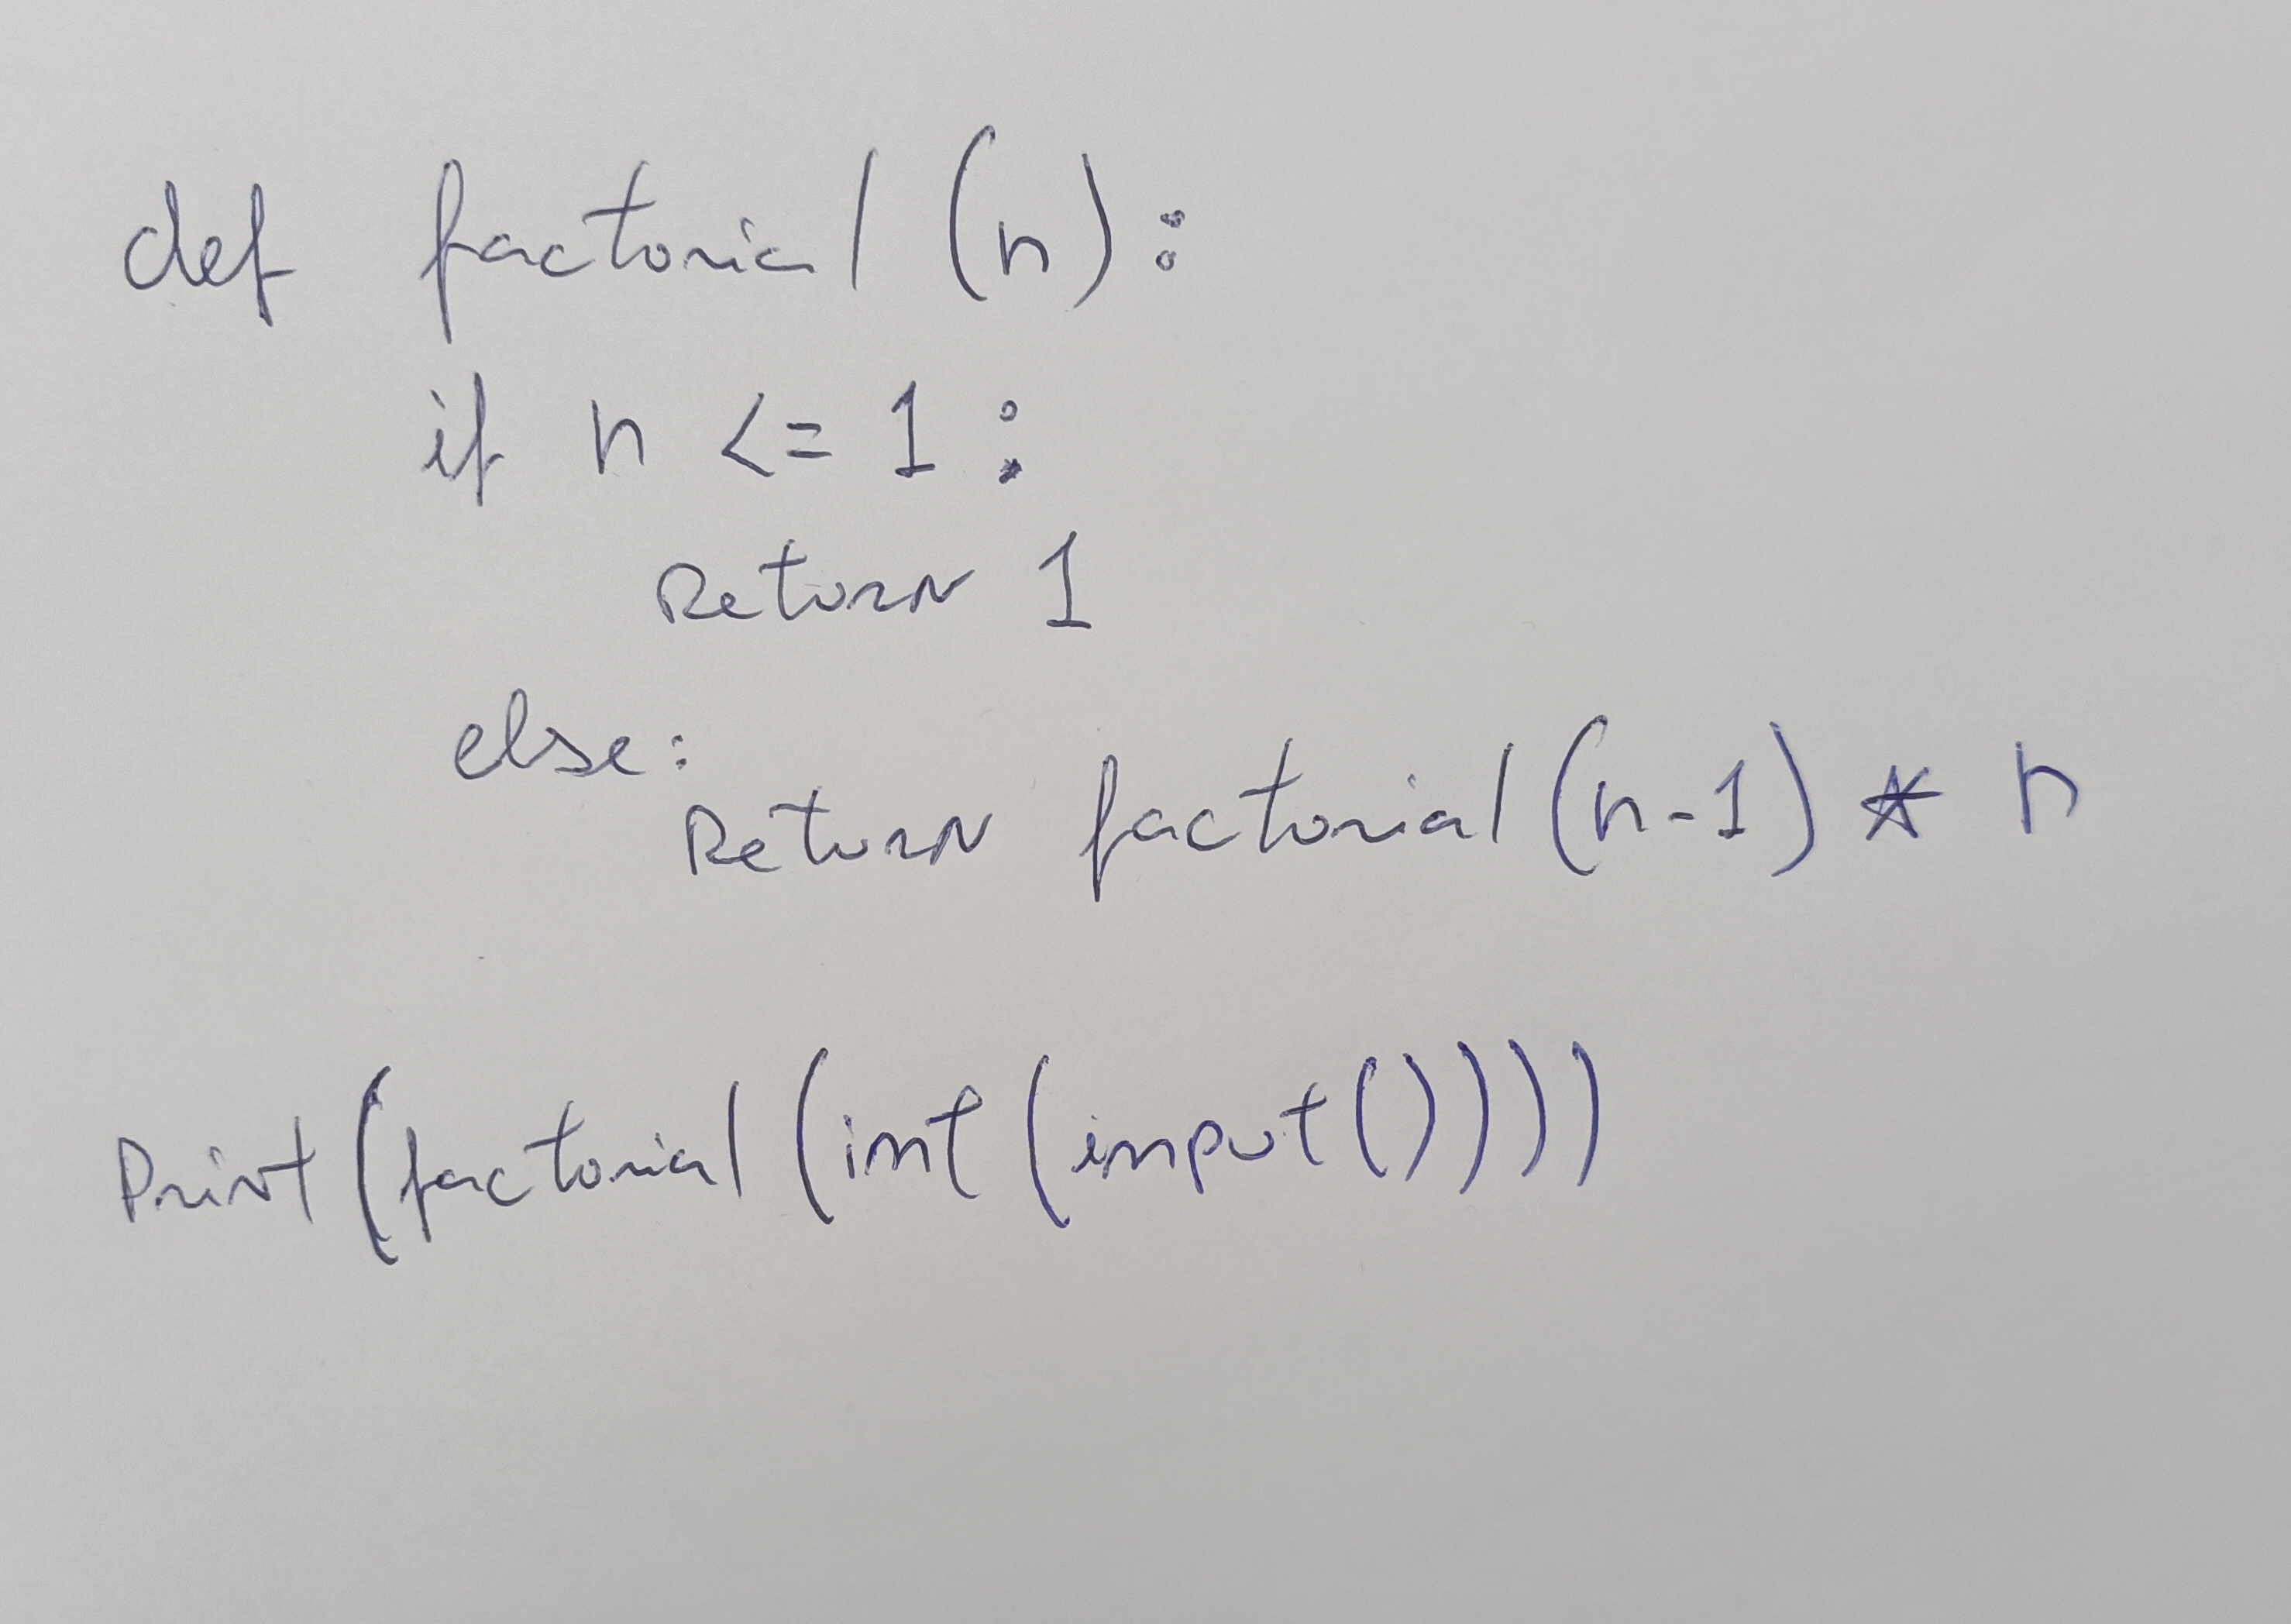 def factorial (n):
if n <= 1 :
Return 1
else:
Return factorial (n-1) * n
Print (factorial (int (input ())))